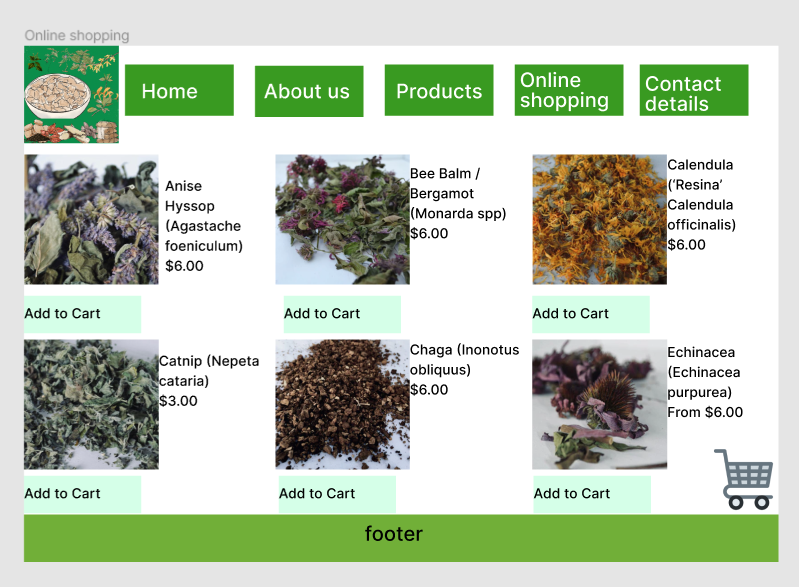 Online shopping
Home
About us
Products
Online
shopping
Contact
details
Anise
Hyssop
(Agastache
foeniculum)
$6.00
Bee Balm /
Bergamot
(Monarda spp)
$6.00
Calendula
(‘Resina’
Calendula
officinalis)
$6.00
Add to Cart
Add to Cart
Add to Cart
Catnip (Nepeta
cataria)
$3.00
Chaga (Inonotus
obliquus)
$6.00
Echinacea
(Echinacea
purpurea)
From $6.00
Add to Cart
Add to Cart
Add to Cart
footer